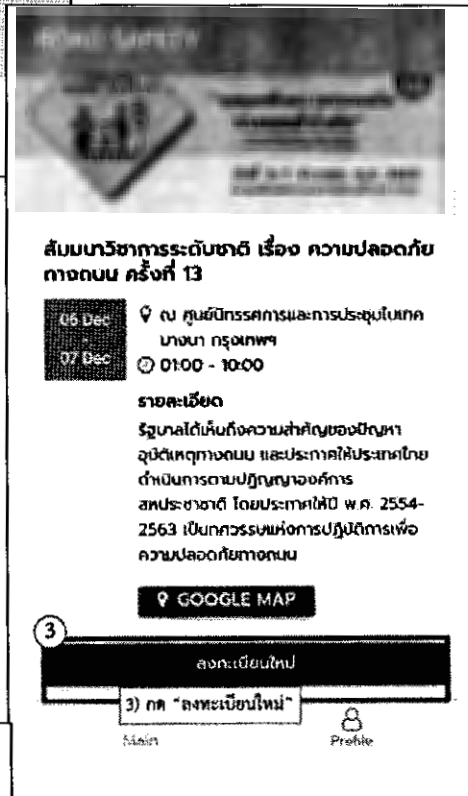 ROAD SAFETY
สัมมนาวิชาการระดับชาติ เรื่อง ความปลอดภัย
ทางถนน ครั้งที่ 13
06 Dec
-
07 Dec
ณ ศูนย์นิทรรศการและการประชุมไบเทค
บางนา กรุงเทพฯ
01:00 - 10:00
รายละเอียด
รัฐบาลได้เห็นถึงความสำคัญของปัญหา
อุบัติเหตุทางถนน และประกาศให้ประเทศไทย
ดำเนินการตามปฏิญญาองค์การ
สหประชาชาติ โดยประกาศให้ปี พ.ศ. 2554-
2563 เป็นทศวรรษแห่งการปฏิบัติการเพื่อ
ความปลอดภัยทางถนน
GOOGLE MAP
3
ลงทะเบียนใหม่
3) กด "ลงทะเบียนใหม่"
Main
Profile